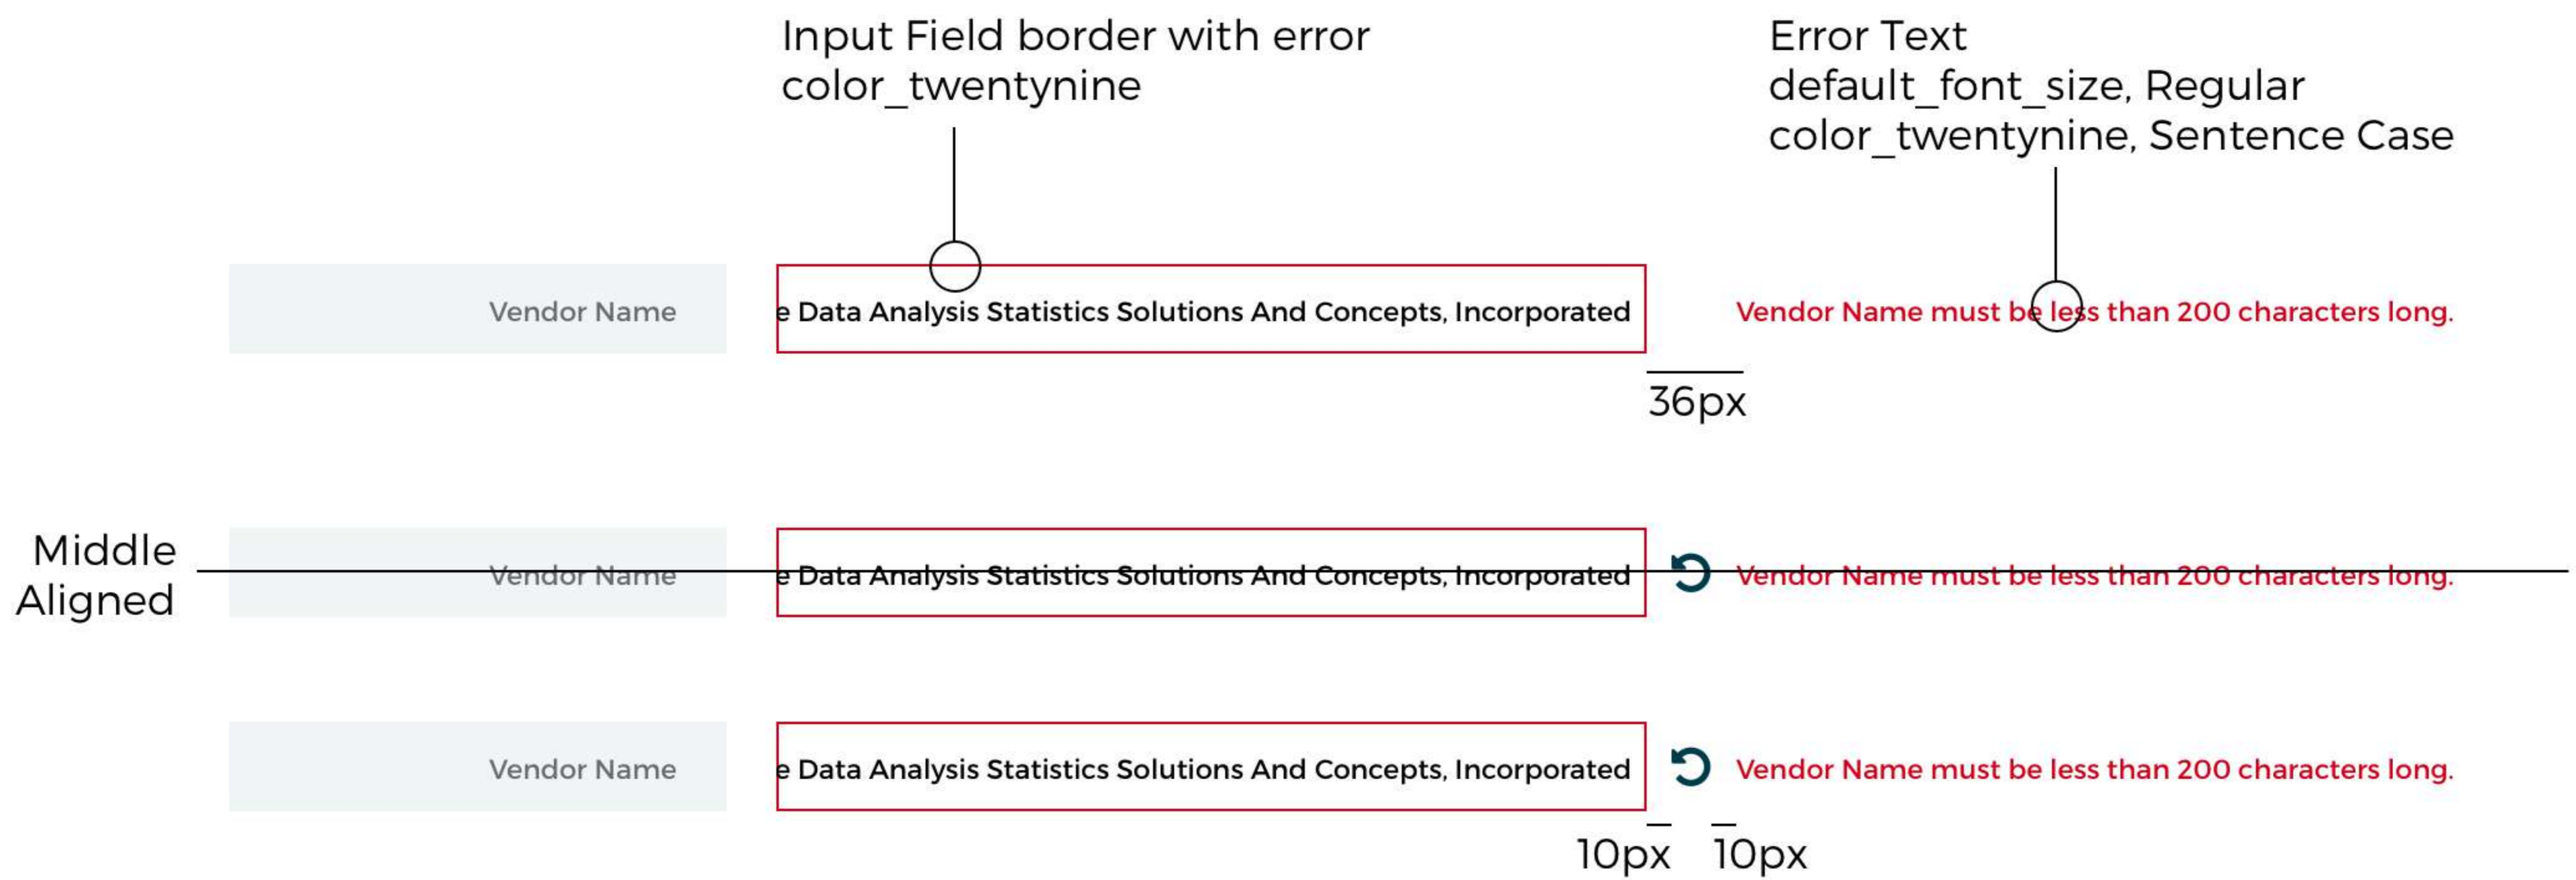 Input Field border with error
color_twentynine
Error Text
default_font_size, Regular
color_twentynine, Sentence Case
Vendor Name
e Data Analysis Statistics Solutions And Concepts, Incorporated
Vendor Name must be less than 200 characters long.
36px
Middle
Aligned
Vendor Name
e Data Analysis Statistics Solutions And Concepts, Incorporated
Vendor Name must be less than 200 characters long.
Vendor Name
e Data Analysis Statistics Solutions And Concepts, Incorporated
Vendor Name must be less than 200 characters long.
10px
10px